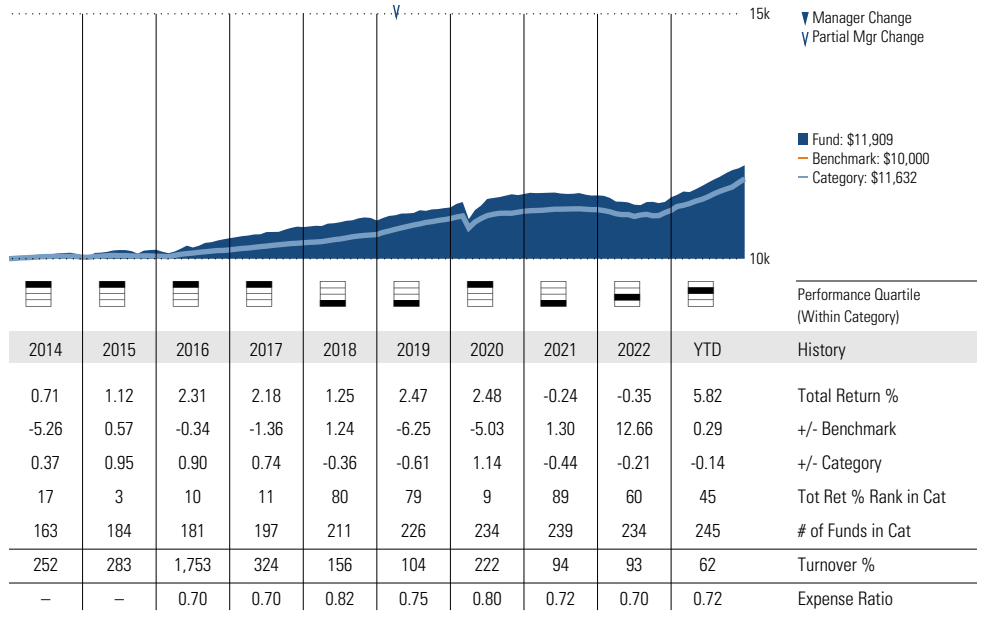 15k
Manager Change
Partial Mgr Change
Fund: $11,909
Benchmark: $10,000
Category: $11,632
10k
Performance Quartile
(Within Category)
2014 2015 2016 2017 2018 2019 2020 2021 2022 YTD History
0.71 1.12 2.31 2.18 1.25 2.47 2.48 -0.24 -0.35 5.82 Total Return %
-5.26 0.57 -0.34 -1.36 1.24 -6.25 -5.03 1.30 12.66 0.29 +/- Benchmark
0.37 0.95 0.90 0.74 -0.36 -0.61 1.14 -0.44 -0.21 -0.14 +/- Category
17 3 10 11 80 79 9 89 60 45 Tot Ret % Rank in Cat
163 184 181 197 211 226 234 239 234 245 # of Funds in Cat
252 283 1,753 324 156 104 222 94 93 62 Turnover %
– – 0.70 0.70 0.82 0.75 0.80 0.72 0.70 0.72 Expense Ratio